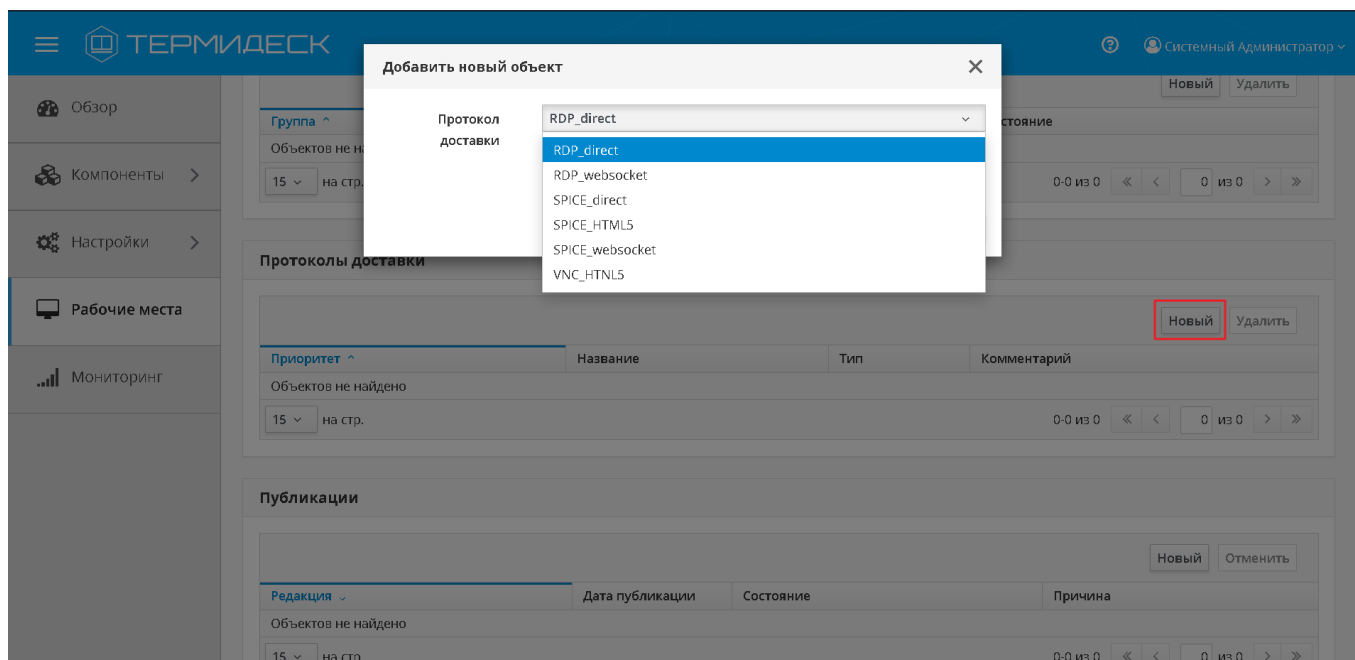 ТЕРМИДЕСК
Системный Администратор
Добавить новый объект
Обзор
Компоненты
Настройки
Рабочие места
Мониторинг
Новый Удалить
Протокол доставки
RDP_direct
RDP_direct
RDP_websocket
SPICE_direct
SPICE_HTML5
SPICE_websocket
VNC_HTNL5
Группа
Объектов не
15 на стр.
0-0 из 0 0 из 0
Протоколы доставки
Новый Удалить
Приоритет Название Тип Комментарий
Объектов не найдено
15 на стр. 0-0 из 0 0 из 0
Публикации
Новый Отменить
Редакция Дата публикации Состояние Причина
Объектов не найдено
15 на стр. 0-0 из 0 0 из 0